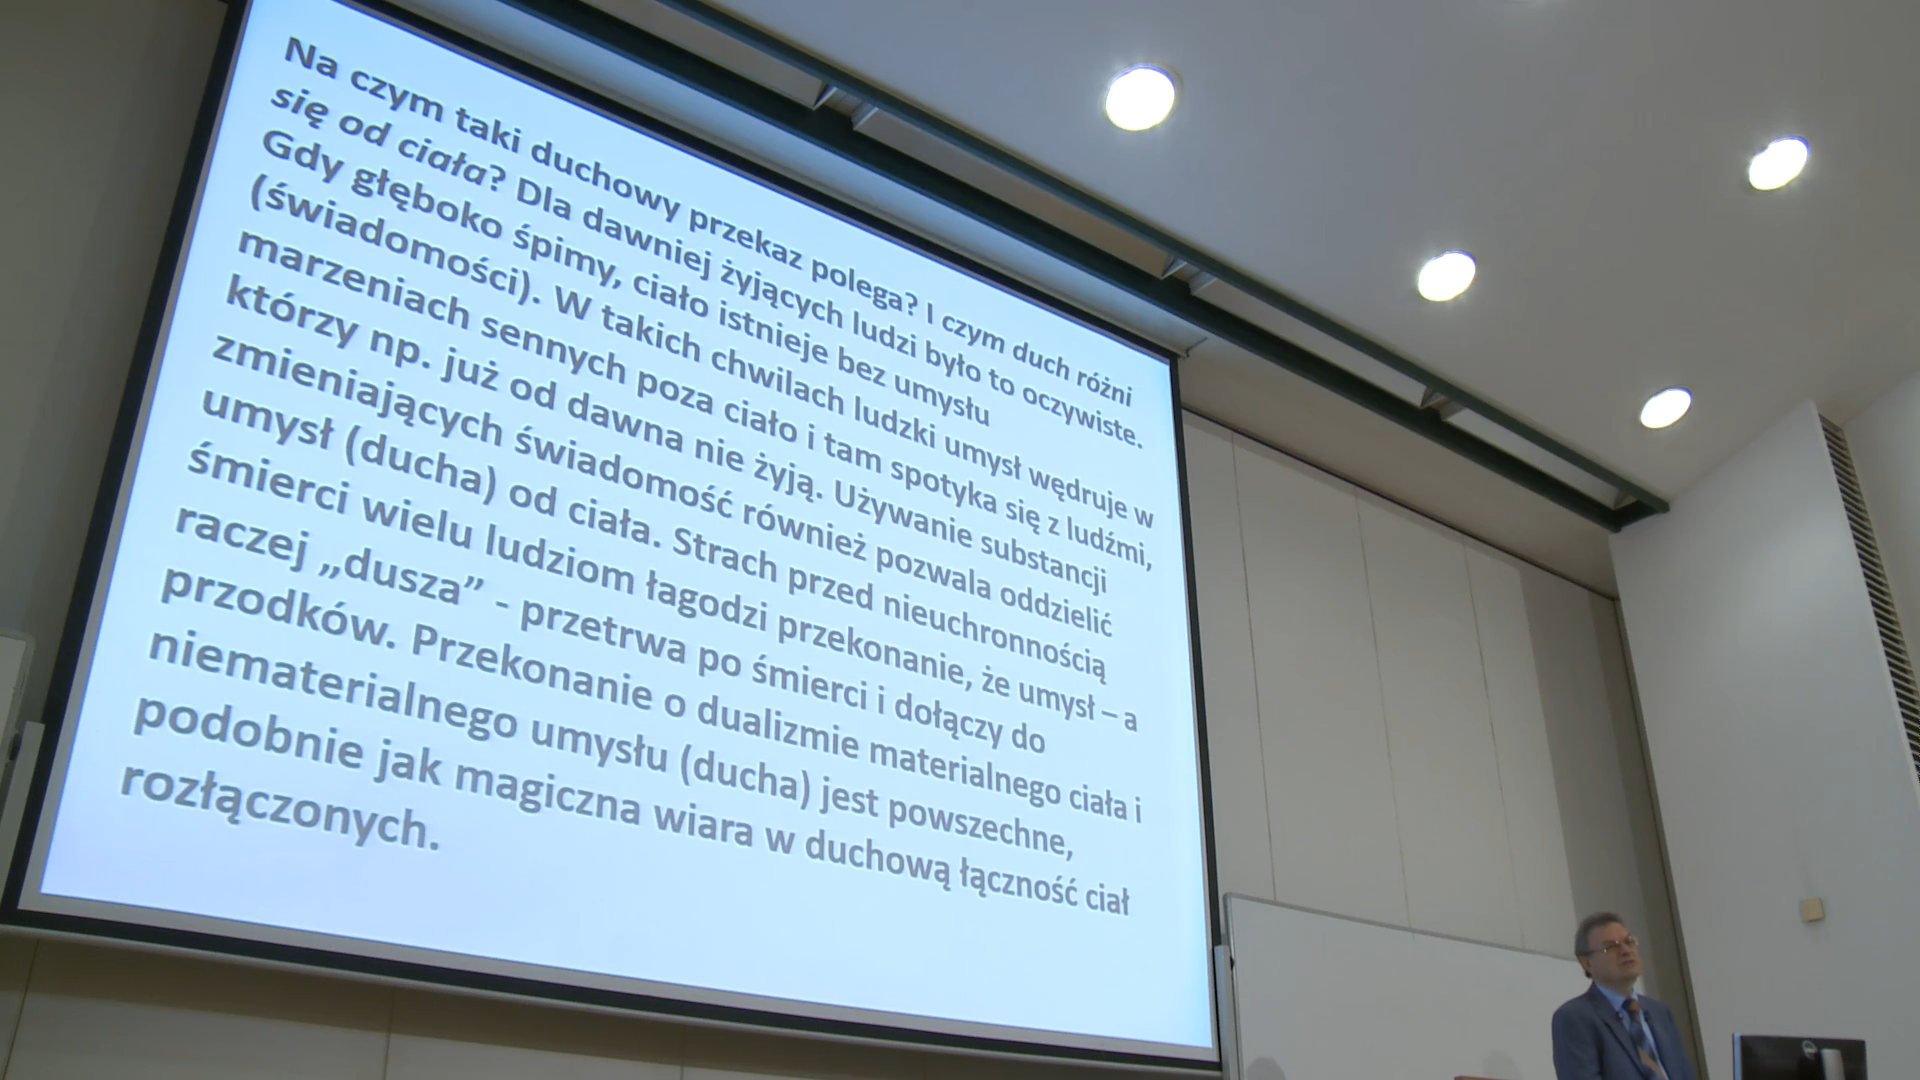 Na czym taki duchowy przekaz polega? I czym duch różni
się od ciała? Dla dawniej żyjących ludzi było to oczywiste.
Gdy głęboko śpimy, ciało istnieje bez umysłu
(świadomości). W takich chwilach ludzki umysł wędruje w
marzeniach sennych poza ciało i tam spotyka się z ludźmi,
którzy np. już od dawna nie żyją. Używanie substancji
zmieniających świadomość również pozwala oddzielić
umysł (ducha) od ciała. Strach przed nieuchronnością
śmierci wielu ludziom łagodzi przekonanie, że umysł – a
raczej „dusza” - przetrwa po śmierci i dołączy do
przodków. Przekonanie o dualizmie materialnego ciała i
niematerialnego umysłu (ducha) jest powszechne,
podobnie jak magiczna wiara w duchową łączność ciał
rozłączonych.